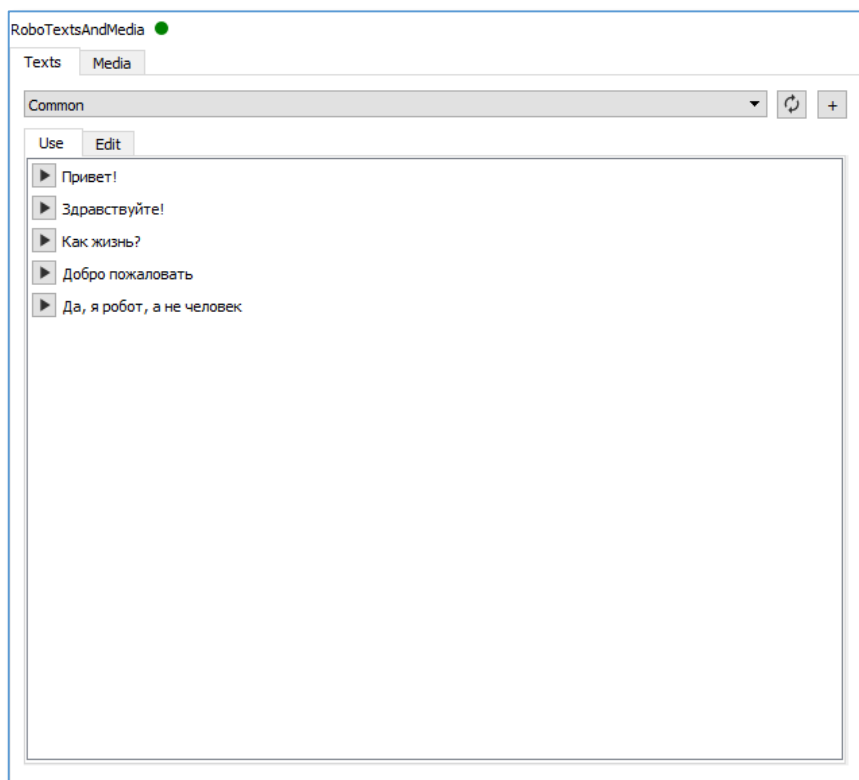 RoboTextsAndMedia
Texts Media
Common
+
Use Edit
Привет!
Здравствуйте!
Как жизнь?
Добро пожаловать
Да, я робот, а не человек